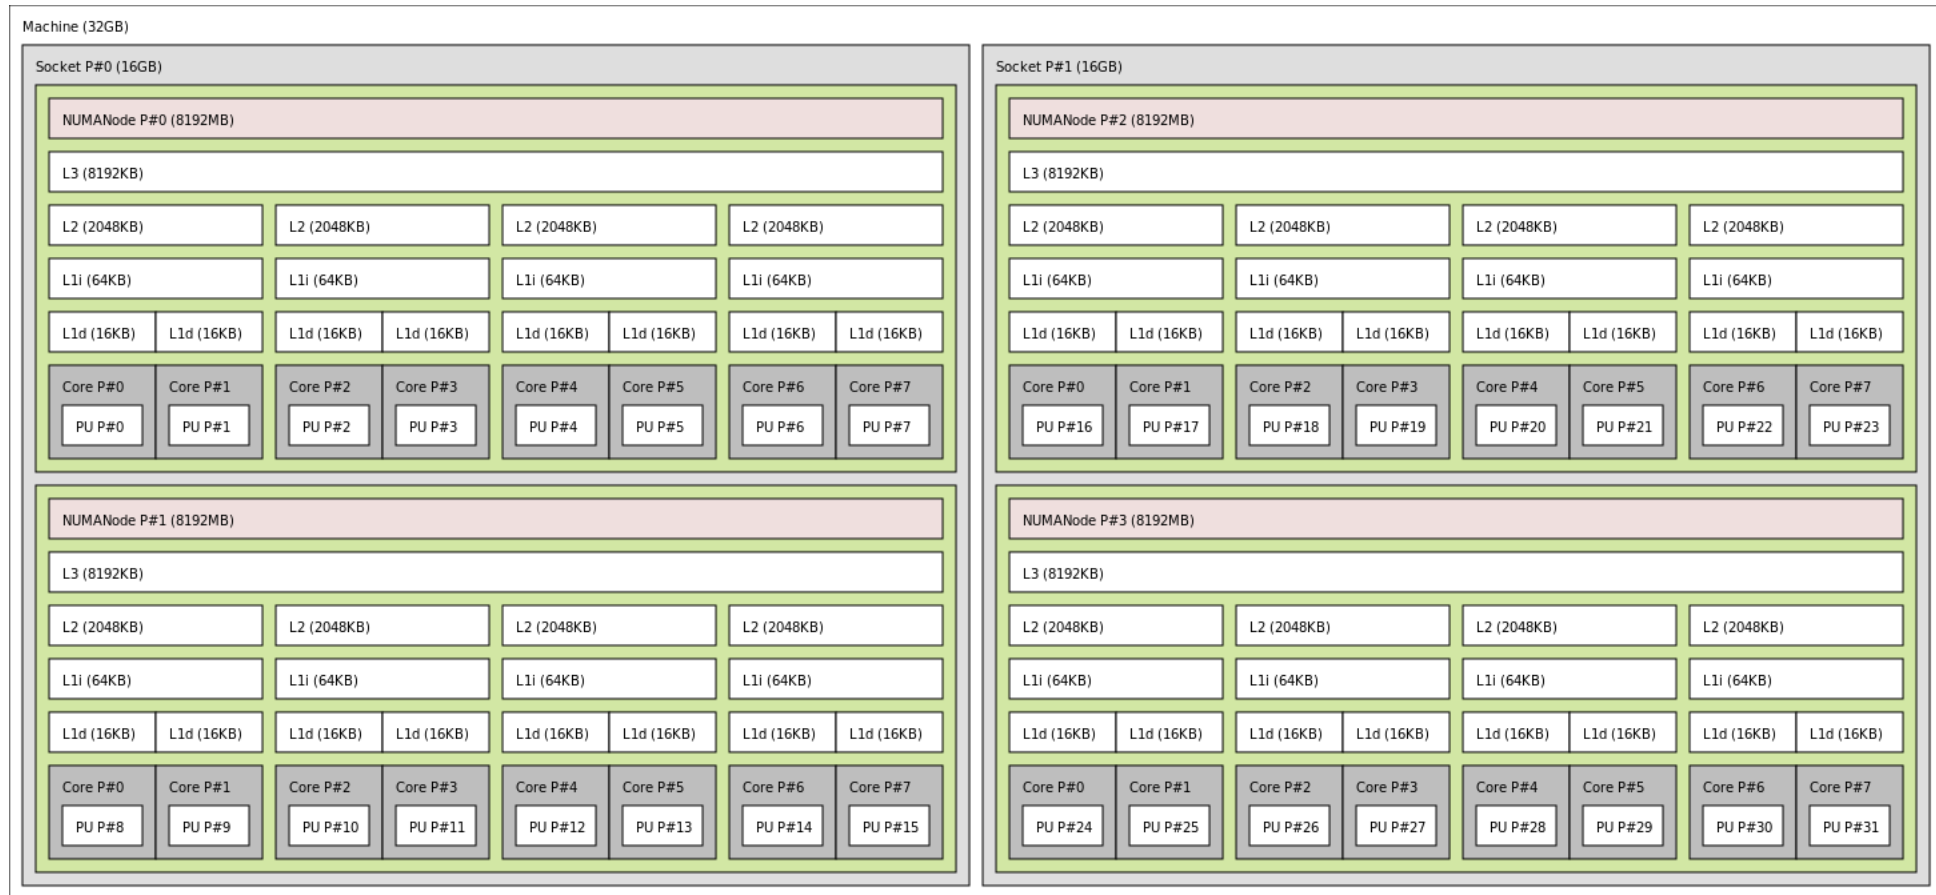 Machine (32GB)
Socket P#0 (16GB)
NUMANode P#0 (8192MB)
L3 (8192KB)
L2 (2048KB) L2 (2048KB) L2 (2048KB) L2 (2048KB)
L1i (64KB) L1i (64KB) L1i (64KB) L1i (64KB)
L1d (16KB) L1d (16KB) L1d (16KB) L1d (16KB) L1d (16KB) L1d (16KB) L1d (16KB) L1d (16KB)
Core P#0 Core P#1 Core P#2 Core P#3 Core P#4 Core P#5 Core P#6 Core P#7
PU P#0 PU P#1 PU P#2 PU P#3 PU P#4 PU P#5 PU P#6 PU P#7
NUMANode P#1 (8192MB)
L3 (8192KB)
L2 (2048KB) L2 (2048KB) L2 (2048KB) L2 (2048KB)
L1i (64KB) L1i (64KB) L1i (64KB) L1i (64KB)
L1d (16KB) L1d (16KB) L1d (16KB) L1d (16KB) L1d (16KB) L1d (16KB) L1d (16KB) L1d (16KB)
Core P#0 Core P#1 Core P#2 Core P#3 Core P#4 Core P#5 Core P#6 Core P#7
PU P#8 PU P#9 PU P#10 PU P#11 PU P#12 PU P#13 PU P#14 PU P#15
Socket P#1 (16GB)
NUMANode P#2 (8192MB)
L3 (8192KB)
L2 (2048KB) L2 (2048KB) L2 (2048KB) L2 (2048KB)
L1i (64KB) L1i (64KB) L1i (64KB) L1i (64KB)
L1d (16KB) L1d (16KB) L1d (16KB) L1d (16KB) L1d (16KB) L1d (16KB) L1d (16KB) L1d (16KB)
Core P#0 Core P#1 Core P#2 Core P#3 Core P#4 Core P#5 Core P#6 Core P#7
PU P#16 PU P#17 PU P#18 PU P#19 PU P#20 PU P#21 PU P#22 PU P#23
NUMANode P#3 (8192MB)
L3 (8192KB)
L2 (2048KB) L2 (2048KB) L2 (2048KB) L2 (2048KB)
L1i (64KB) L1i (64KB) L1i (64KB) L1i (64KB)
L1d (16KB) L1d (16KB) L1d (16KB) L1d (16KB) L1d (16KB) L1d (16KB) L1d (16KB) L1d (16KB)
Core P#0 Core P#1 Core P#2 Core P#3 Core P#4 Core P#5 Core P#6 Core P#7
PU P#24 PU P#25 PU P#26 PU P#27 PU P#28 PU P#29 PU P#30 PU P#31